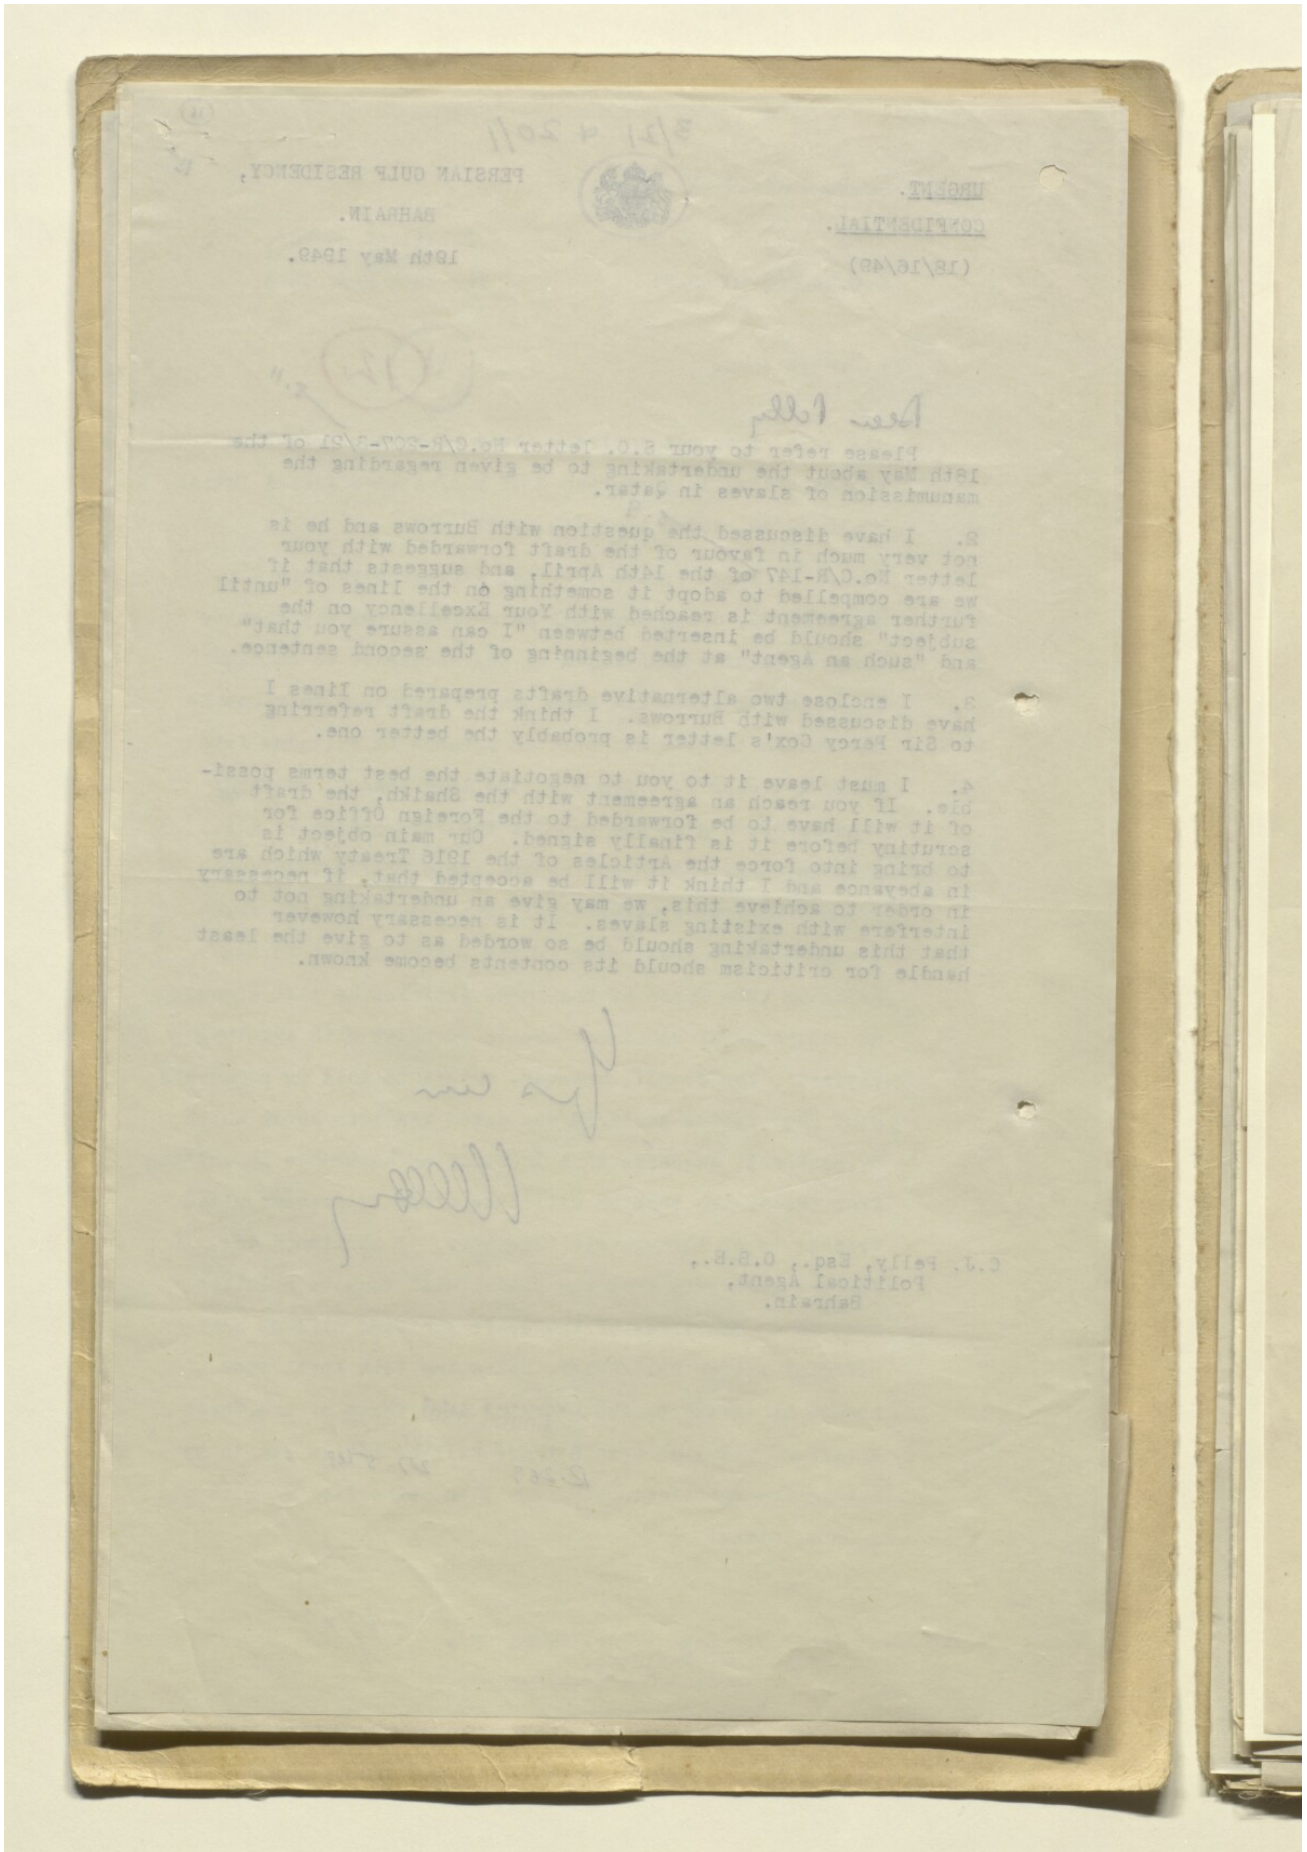 3/21 & 20/1
URGENT.
PERSIAN GULF RESIDENCY,
CONFIDENTIAL.
BAHRAIN.
(18/16/49)
19th May 1949.
Dear Pelly
Please refer to your S.O. letter No.C/R-207-3/21 of the
18th May about the undertaking to be given regarding the
manumission of slaves in Qatar.
2. I have discussed the question with Burrows and he is
not very much in favour of the draft forwarded with your
letter No.C/R-147 of the 14th April, and suggests that if
we are compelled to adopt it something on the lines of "until
further agreement is reached with Your Excellency on the
subject" should be inserted between "I can assure you that"
and "such an Agent" at the beginning of the second sentence.
3. I enclose two alternative drafts prepared on lines I
have discussed with Burrows. I think the draft referring
to Sir Percy Cox's letter is probably the better one.
4. I must leave it to you to negotiate the best terms possi-
ble. If you reach an agreement with the Shaikh, the draft
of it will have to be forwarded to the Foreign Office for
scrutiny before it is finally signed. Our main object is
to bring into force the Articles of the 1916 Treaty which are
in abeyance and I think it will be accepted that, if necessary
in order to achieve this, we may give an undertaking not to
interfere with existing slaves. It is necessary however
that this undertaking should be so worded as to give the least
handle for criticism should its contents become known.
C.J. Pelly, Esq., O.B.E.,
Political Agent,
Bahrain.